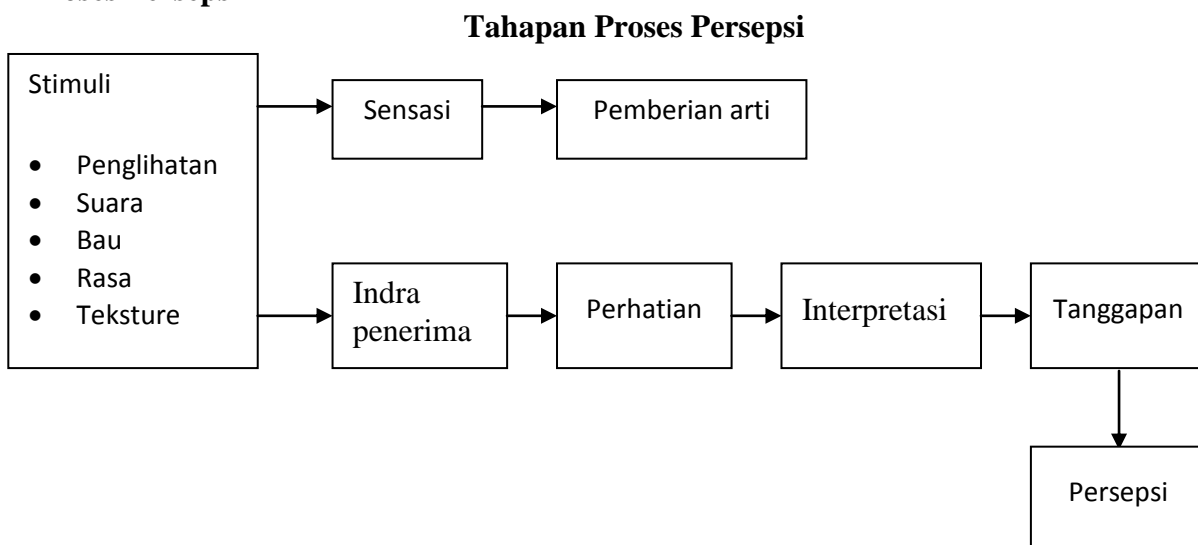 Tahapan Proses Persepsi
Stimuli
• Penglihatan
• Suara
• Bau
• Rasa
• Teksture
Sensasi
Pemberian arti
Indra
penerima
Perhatian
Interpretasi
Tanggapan
Persepsi